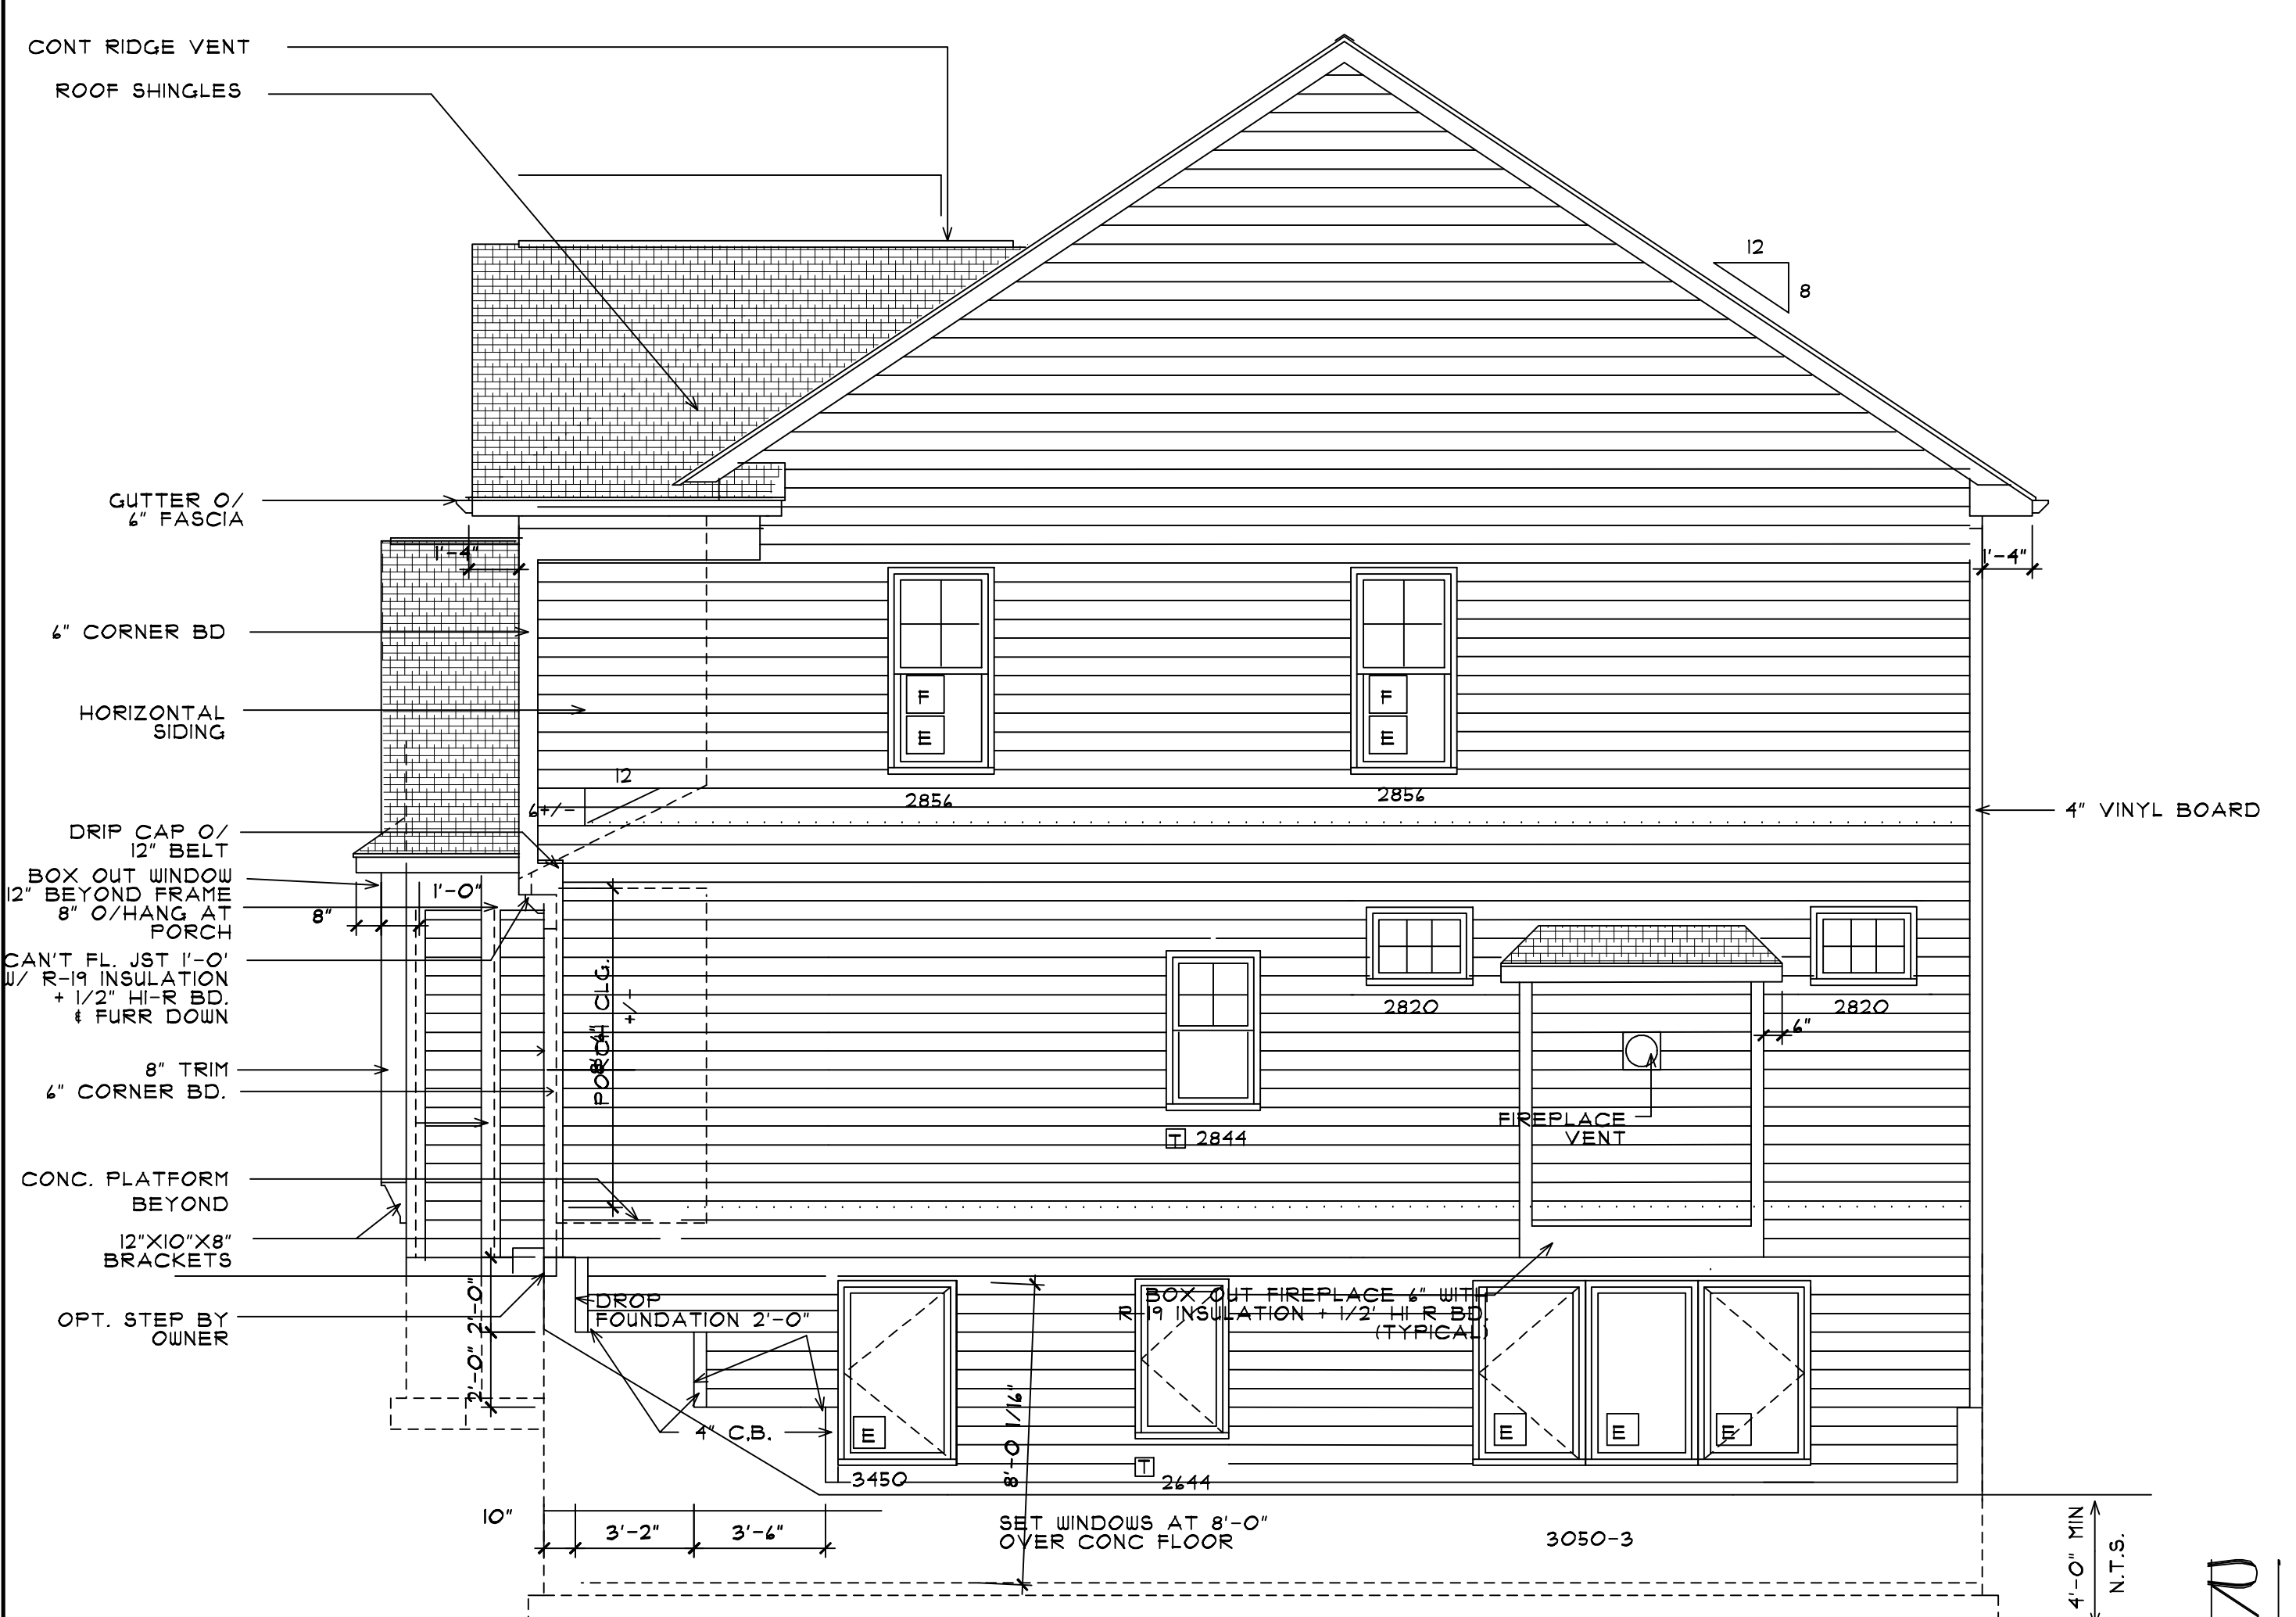 CONT RIDGE VENT
ROOF SHINGLES
12
8
GUTTER O/
6" FASCIA
1'-4"
1'-4"
6" CORNER BD
HORIZONTAL
SIDING
F
E
F
E
12
6+/-
2856
2856
4" VINYL BOARD
DRIP CAP O/
12" BELT
BOX OUT WINDOW
12" BEYOND FRAME
8" O/HANG AT
PORCH
8"
1'-0"
CAN'T FL. JST 1'-0'
W/ R-19 INSULATION
+ 1/2" HI-R BD.
& FURR DOWN
PORCH CLG.
+/-
2820
2820
6"
8" TRIM
6" CORNER BD.
FIREPLACE
VENT
T 2844
CONC. PLATFORM
BEYOND
12"X10"X8"
BRACKETS
OPT. STEP BY
OWNER
2'-0"
2'-0"
DROP
FOUNDATION 2'-0"
BOX OUT FIREPLACE 6" WITH
R-19 INSULATION + 1/2' HI-R BD.
(TYPICAL)
4" C.B.
E
E
E
E
3450
8'-0 1/16"
T
2644
10"
3'-2"
3'-6"
SET WINDOWS AT 8'-0"
OVER CONC FLOOR
3050-3
4'-0" MIN
N.T.S.